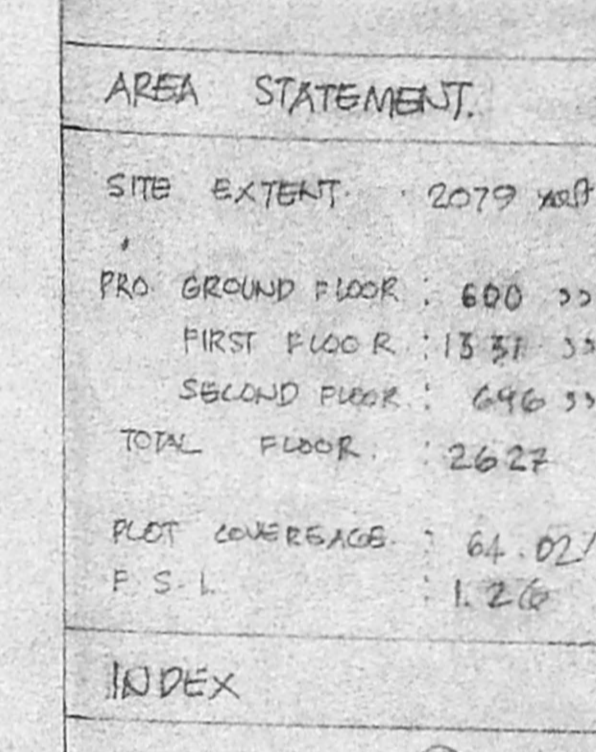 AREA STATEMENT.
SITE EXTENT. 2079
PRO GROUND FLOOR : 600 ,,
FIRST FLOOR : 1331 ,,
SECOND FLOOR : 696 ,,
TOTAL FLOOR. : 2627
PLOT COVEREAGE. : 64.02/
F. S. I. : 1.26
INDEX